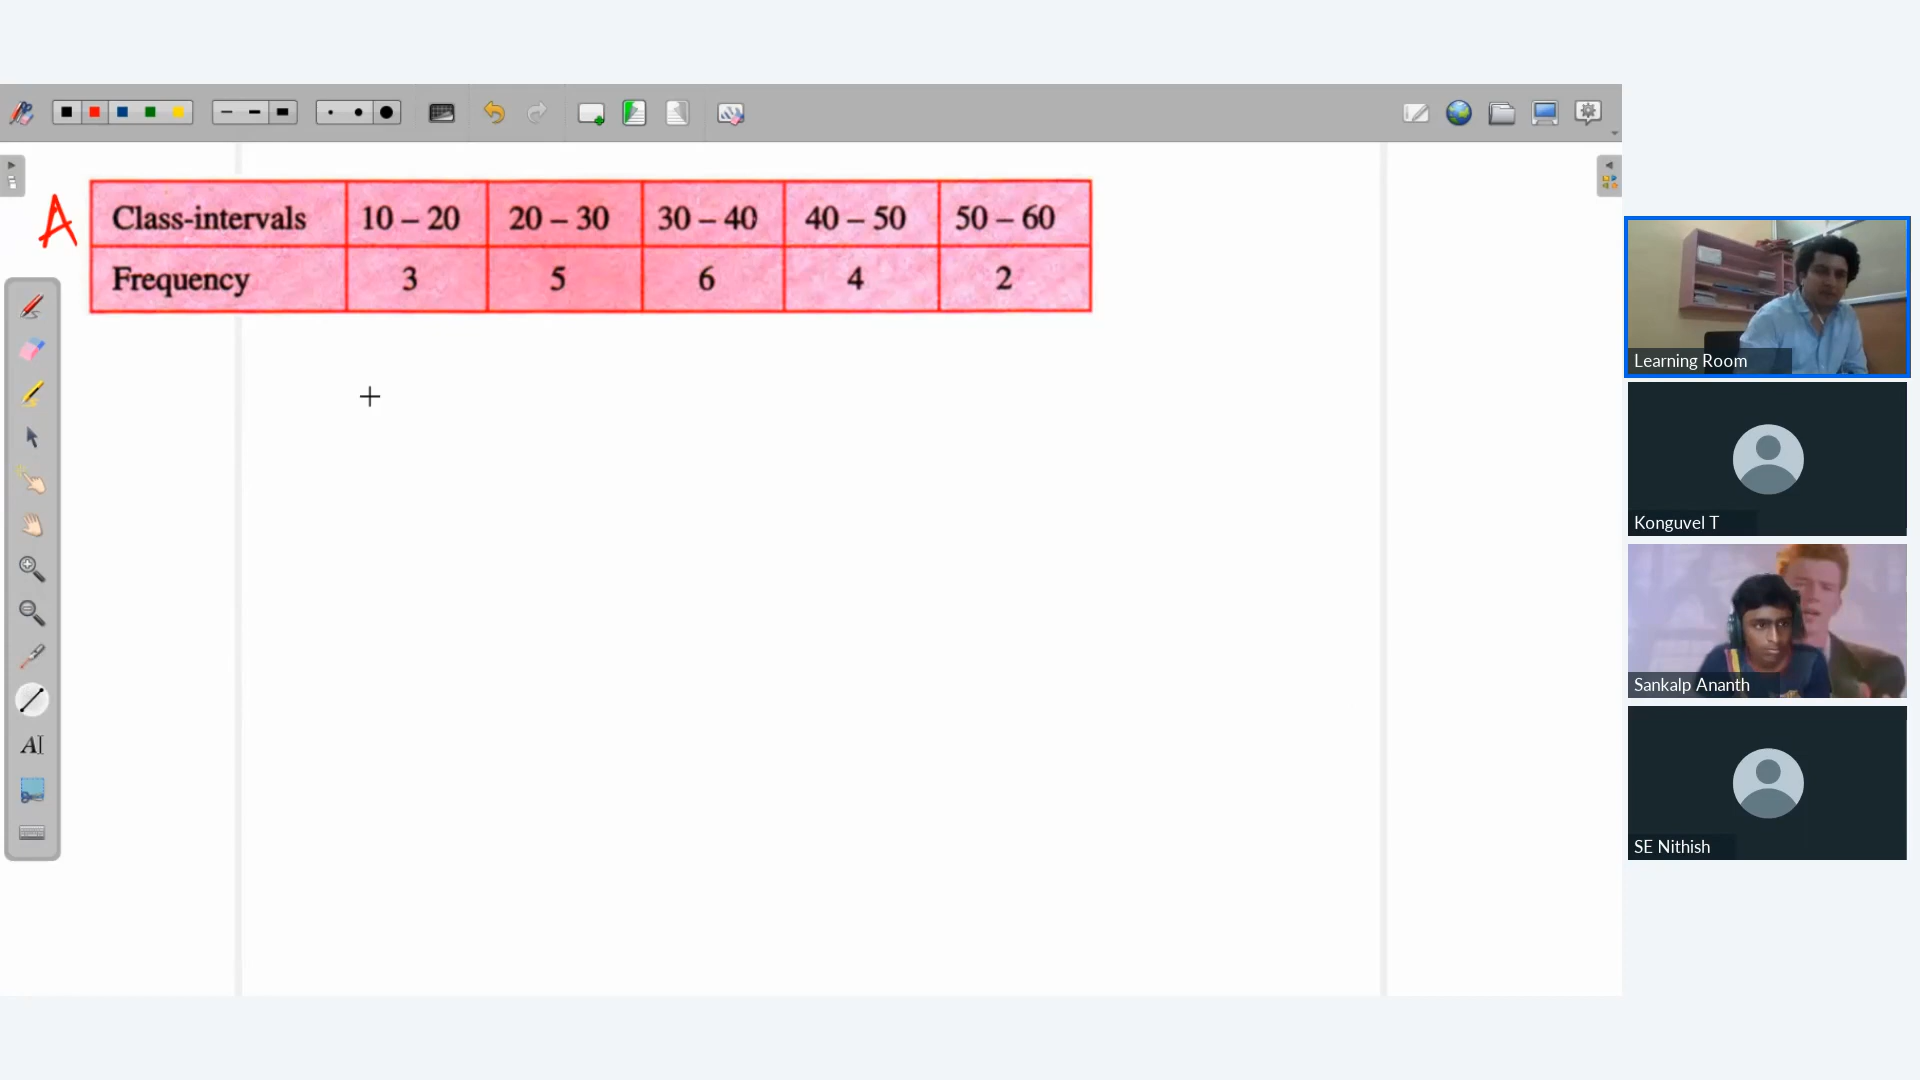 A
Class-intervals 10 – 20 20 – 30 30 – 40 40 – 50 50 – 60
Frequency 3 5 6 4 2
AI
Learning Room
Konguvel T
Sankalp Ananth
SE Nithish